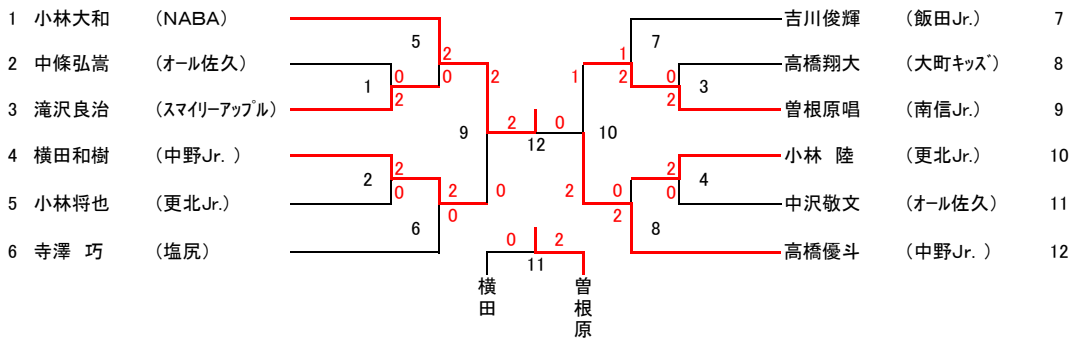 1 小林大和 (NABA) 吉川俊輝 (飯田Jr.) 7
5 7
2 1
2 中條弘嵩 (オール佐久) 高橋翔大 (大町キッズ) 8
0 0 2 1 2 0
1 3
2 2
3 滝沢良治 (スマイリーアップル) 曽根原唱 (南信Jr.) 9
9 2 0 10
12
4 横田和樹 (中野Jr. ) 小林 陸 (更北Jr.) 10
2 2
2 4
0 2 0 2 0 0
5 小林将也 (更北Jr.) 中沢敬文 (オール佐久) 11
0 2
6 8
6 寺澤 巧 (塩尻) 高橋優斗 (中野Jr. ) 12
0 2
11
横田 曽根原